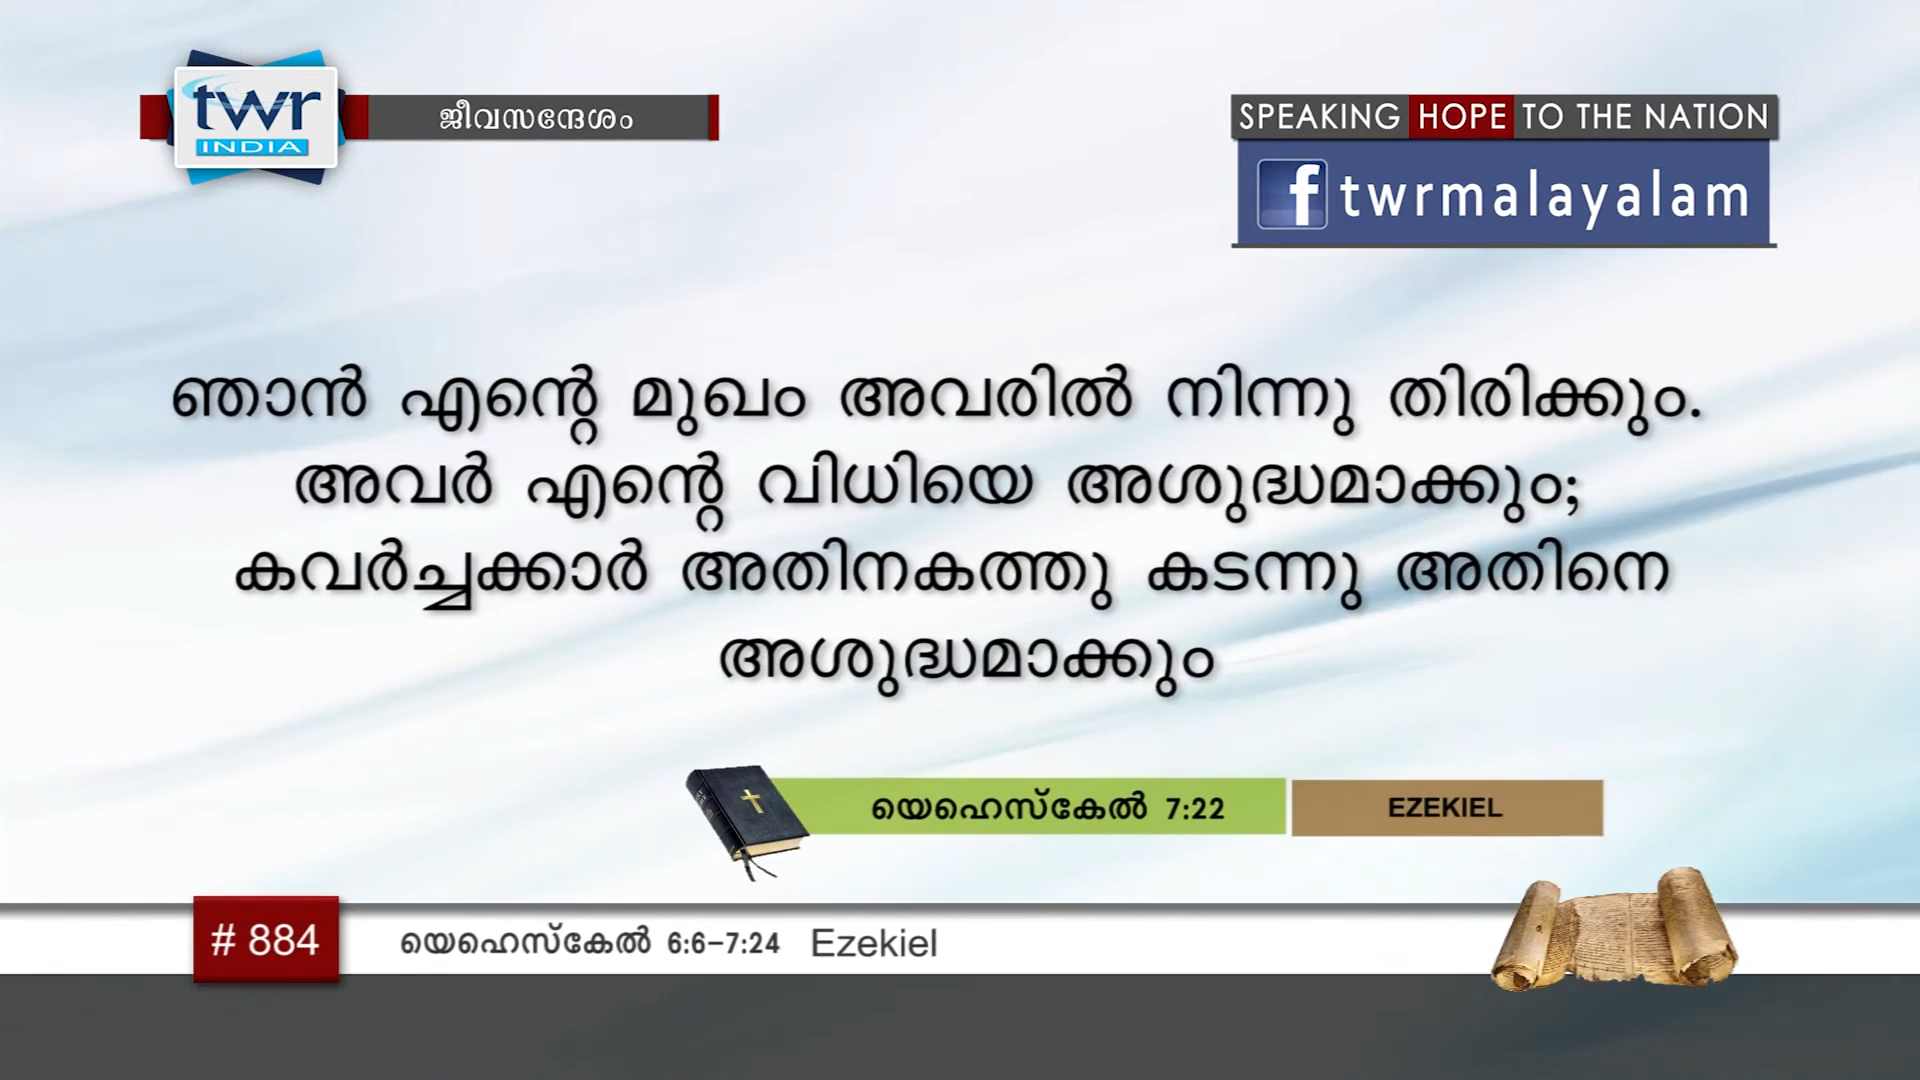 twr
INDIA
ജീവസന്ദേശം
SPEAKING HOPE TO THE NATION
f twrmalayalam
ഞാൻ എന്റെ മുഖം അവരിൽ നിന്നു തിരിക്കും.
അവർ എന്റെ വിധിയെ അശുദ്ധമാക്കും;
കവർച്ചക്കാർ അതിനകത്തു കടന്നു അതിനെ
അശുദ്ധമാക്കും
യെഹെസ്കേൽ 7:22
EZEKIEL
# 884
യെഹെസ്കേൽ 6:6-7:24 Ezekiel